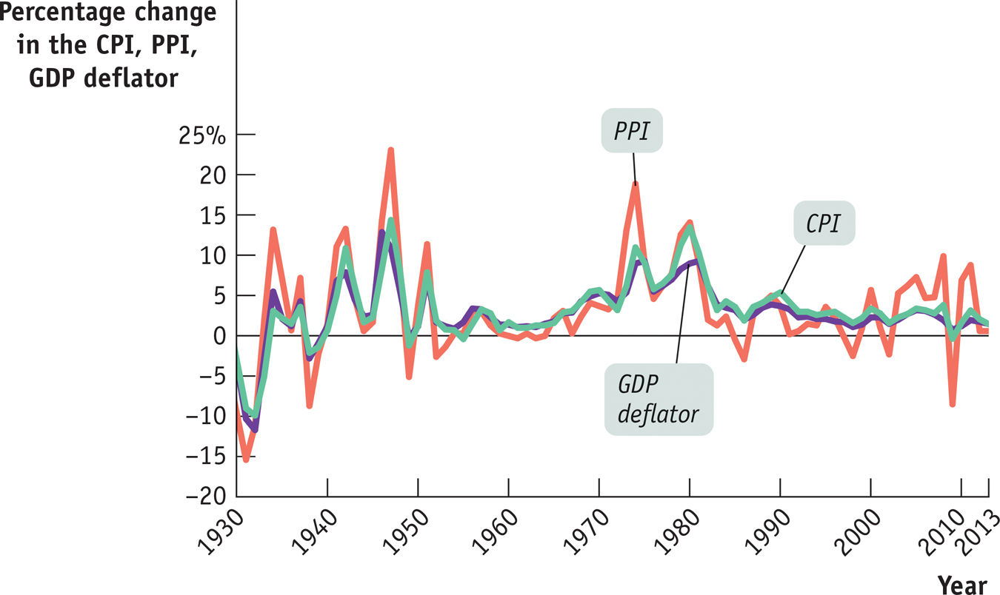 Percentage change
in the CPI, PPI,
GDP deflator
25%
20
15
10
5
0
−5
−10
−15
−20
PPI
CPI
GDP
deflator
1930
1940
1950
1960
1970
1980
1990
2000
2010
2013
Year